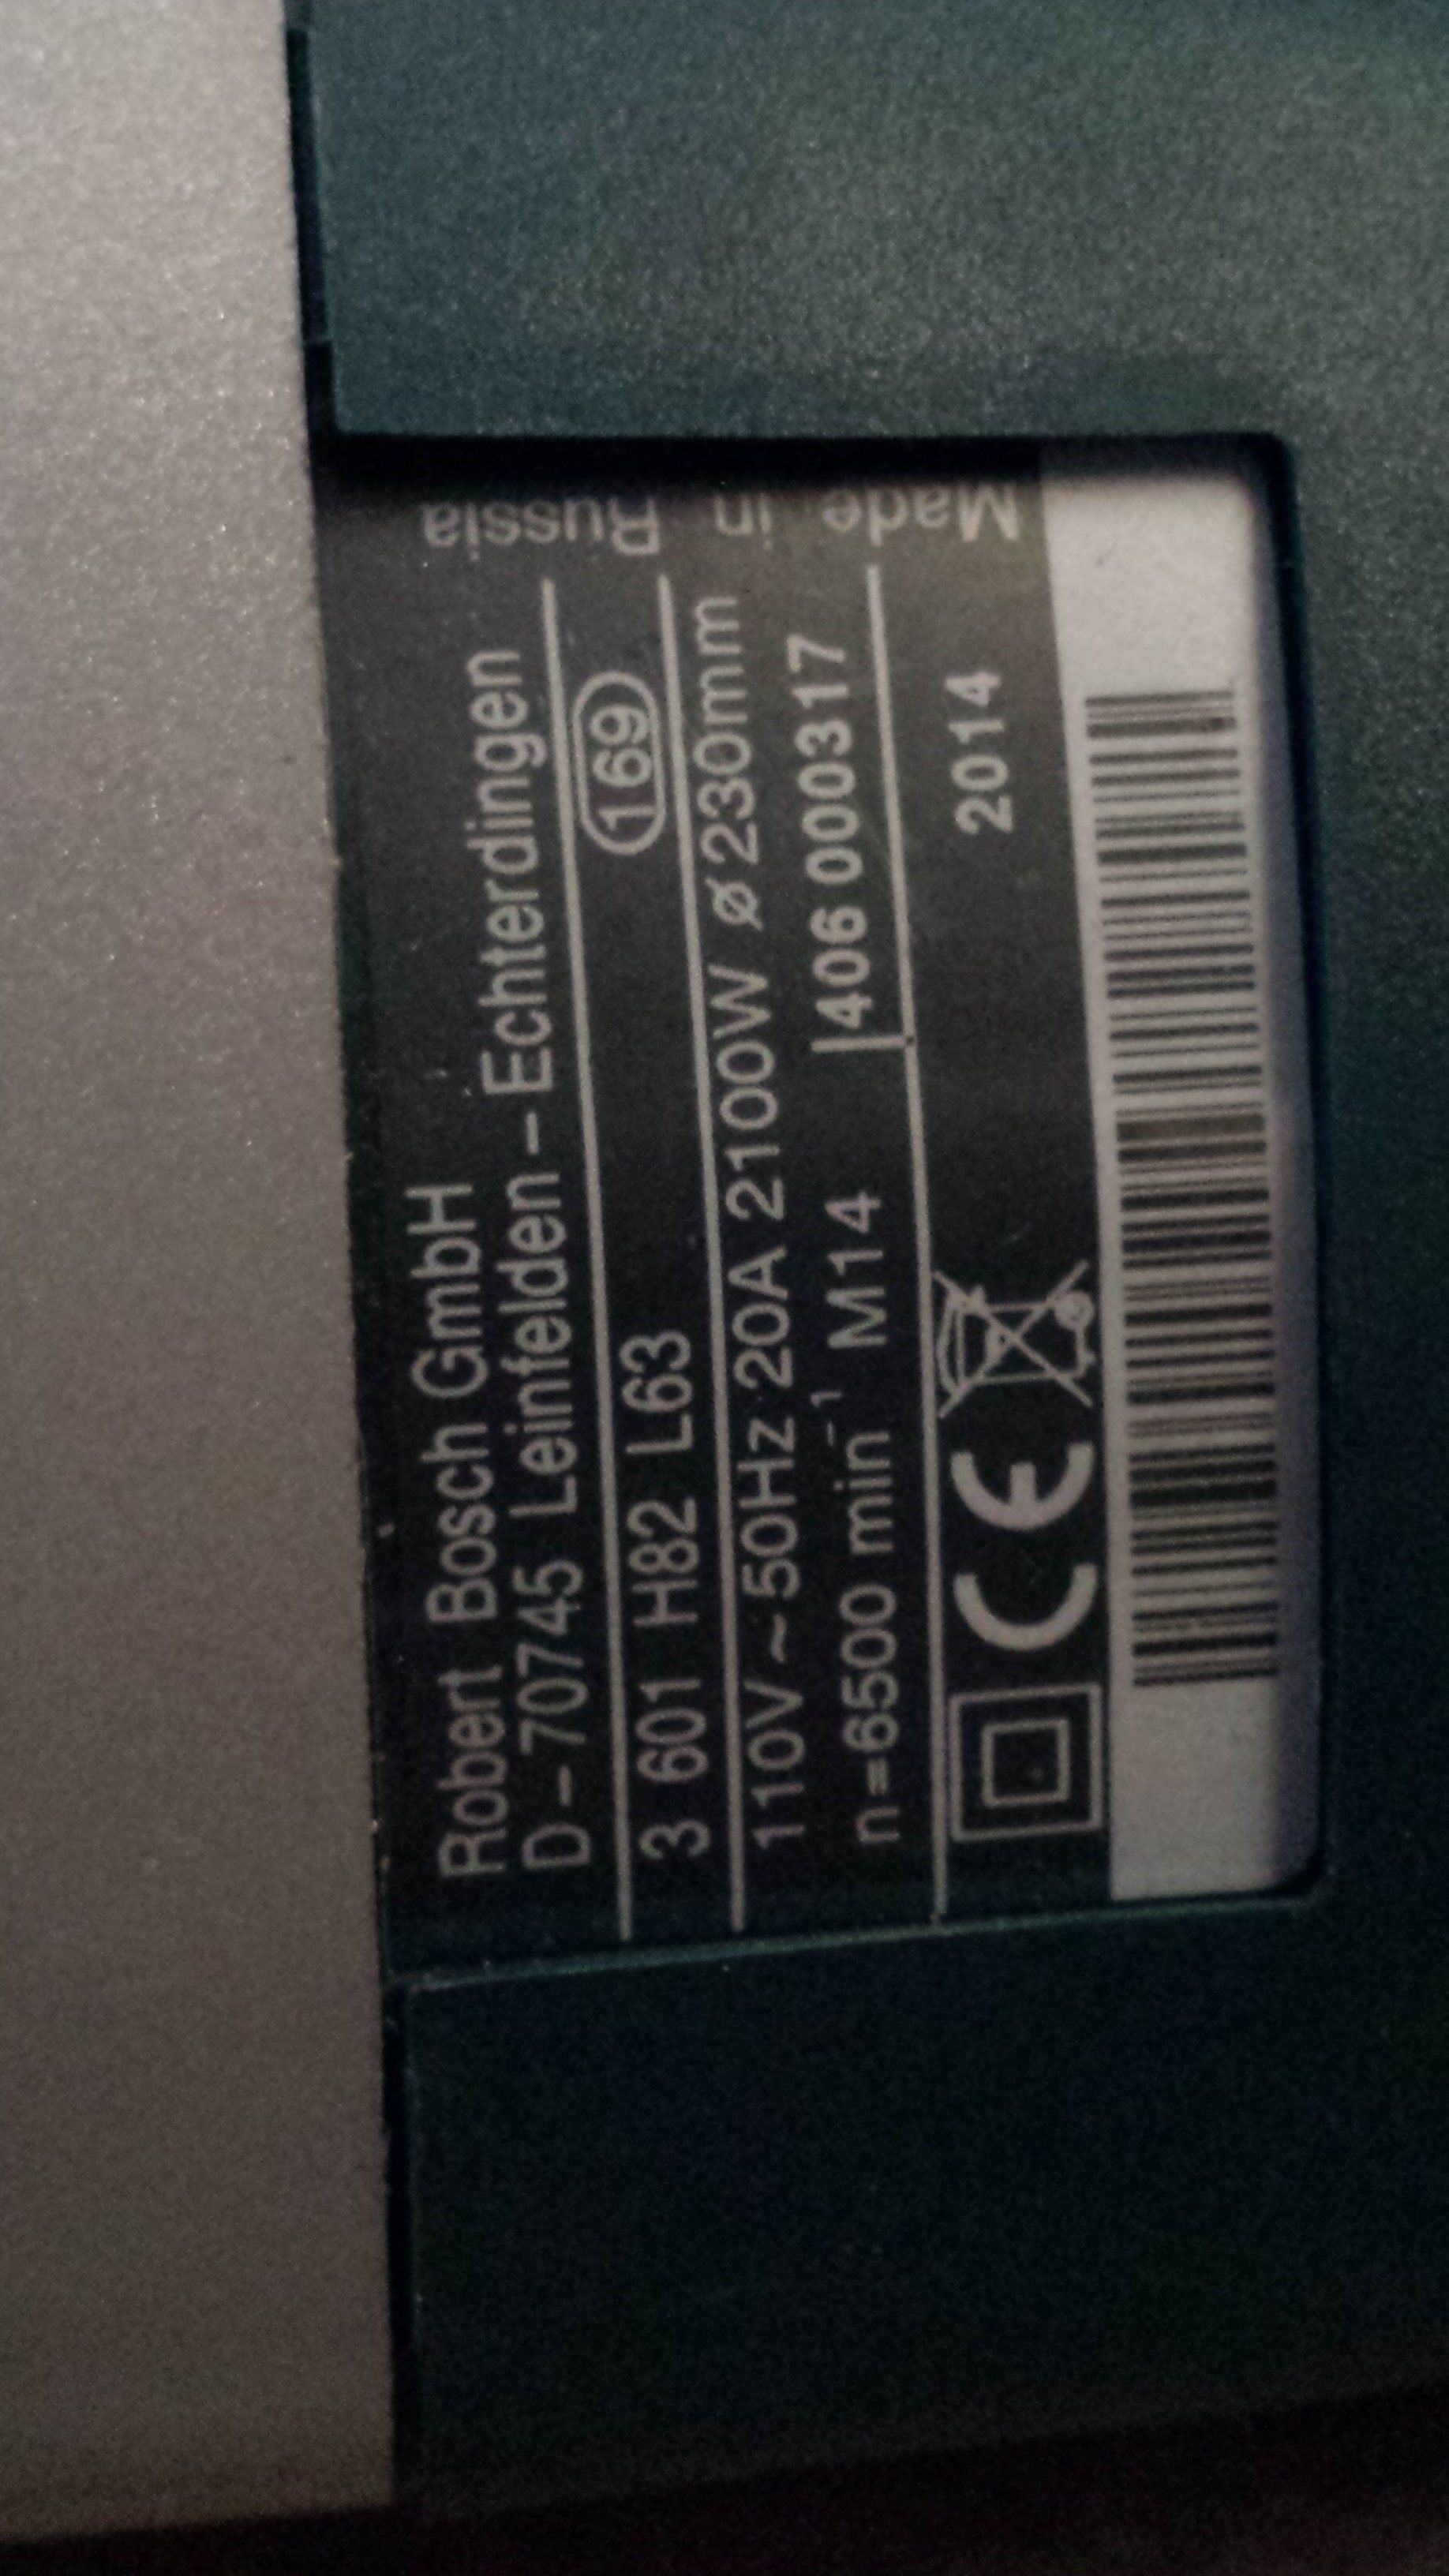 Robert Bosch GmbH
D-70745 Leinfelden-Echterdingen
3 601 H82 L63 169
110V~50Hz 20A 2100W ø230mm
n=6500 min⁻¹ M14 406 000317
CE 2014
Made in Russia